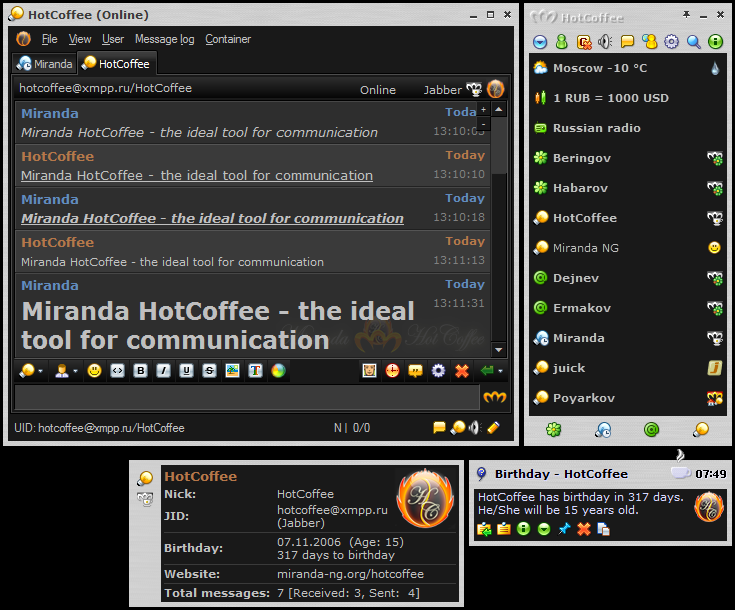 HotCoffee (Online)
File View User Message log Container
Miranda HotCoffee
hotcoffee@xmpp.ru/HotCoffee Online Jabber
Miranda Today
Miranda HotCoffee - the ideal tool for communication 13:10:03
HotCoffee Today
Miranda HotCoffee - the ideal tool for communication 13:10:10
Miranda Today
Miranda HotCoffee - the ideal tool for communication 13:10:18
HotCoffee Today
Miranda HotCoffee - the ideal tool for communication 13:11:13
Miranda Today
Miranda HotCoffee - the ideal 13:11:31
tool for communication
Miranda HotCoffee
UID: hotcoffee@xmpp.ru/HotCoffee N | 0/0
HotCoffee
Moscow -10 °C
1 RUB = 1000 USD
Russian radio
Beringov
Habarov
HotCoffee
Miranda NG
Dejnev
Ermakov
Miranda
juick
Poyarkov
HotCoffee
Nick: HotCoffee
JID: hotcoffee@xmpp.ru
(Jabber)
Birthday: 07.11.2006 (Age: 15)
317 days to birthday
Website: miranda-ng.org/hotcoffee
Total messages: 7 [Received: 3, Sent: 4]
HC
Birthday - HotCoffee 07:49
HotCoffee has birthday in 317 days.
He/She will be 15 years old.